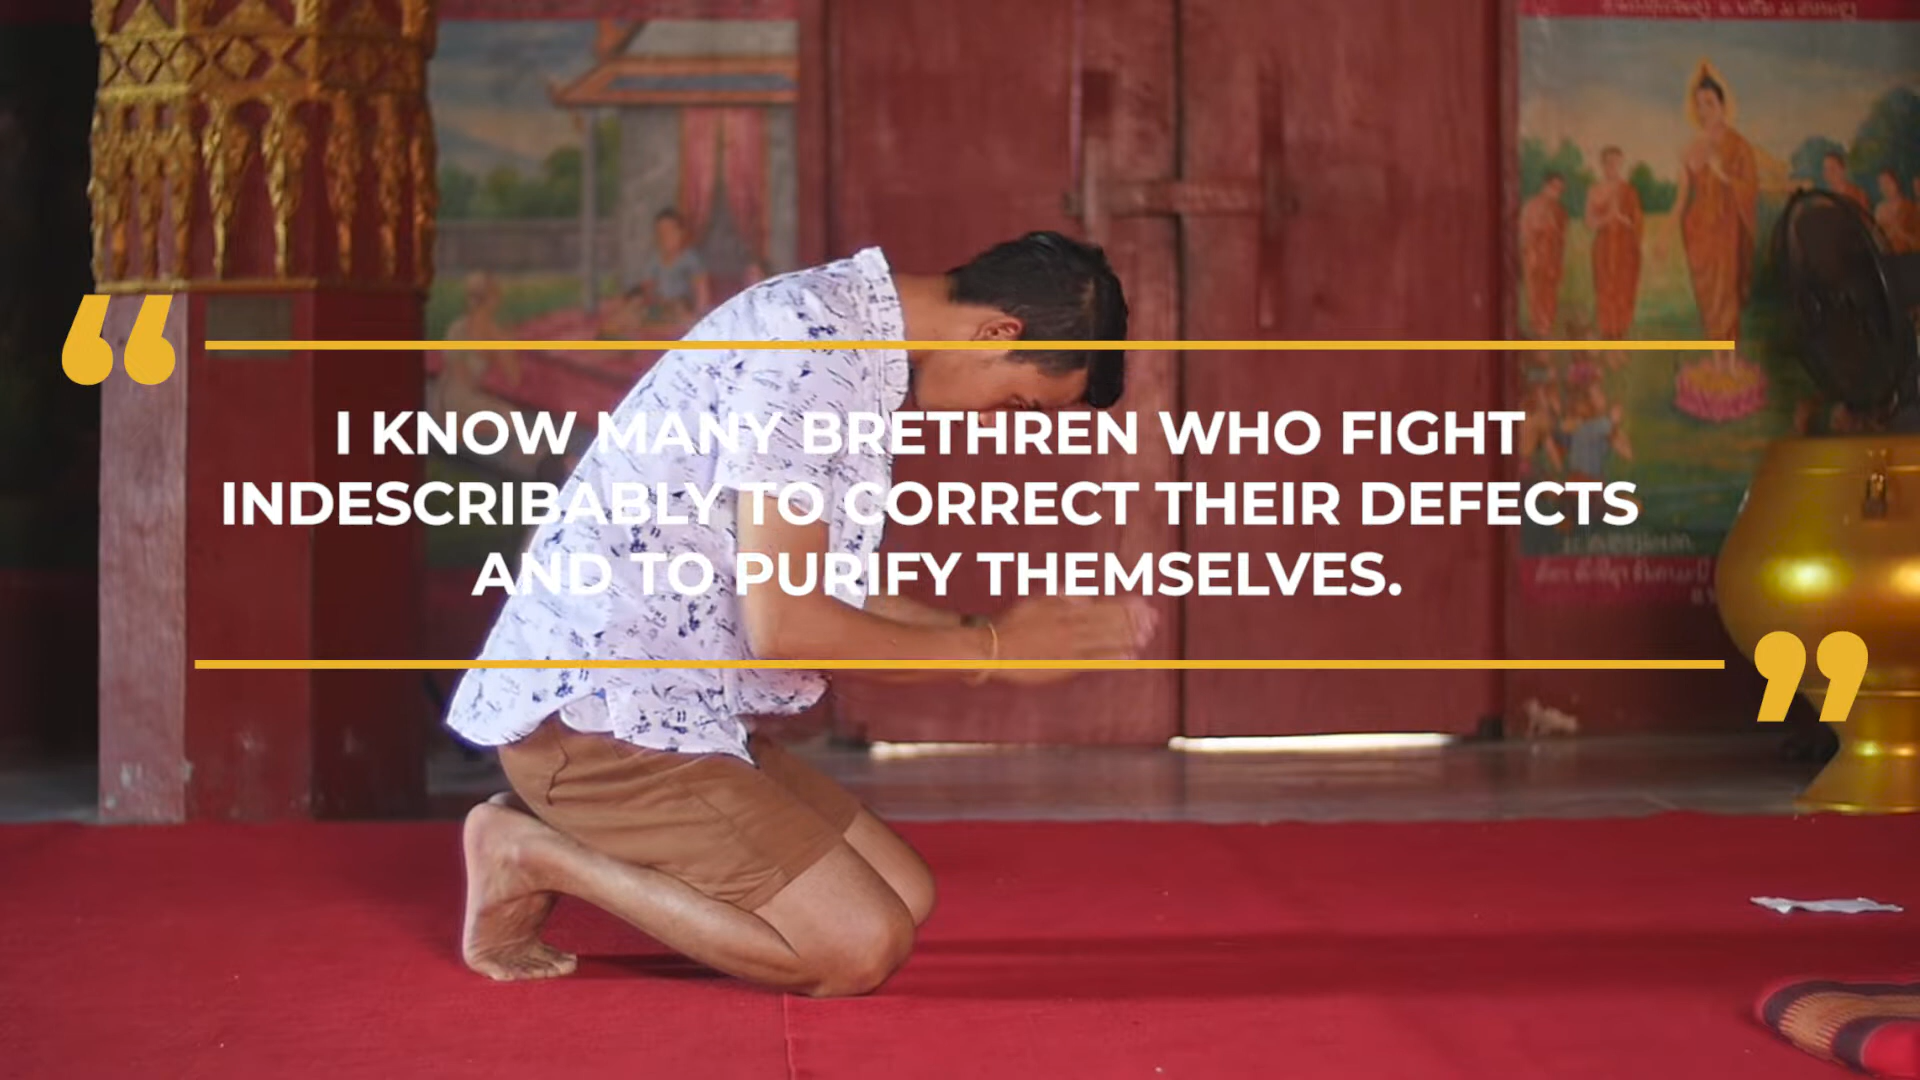 “
I KNOW MANY BRETHREN WHO FIGHT
INDESCRIBABLY TO CORRECT THEIR DEFECTS
AND TO PURIFY THEMSELVES.
”